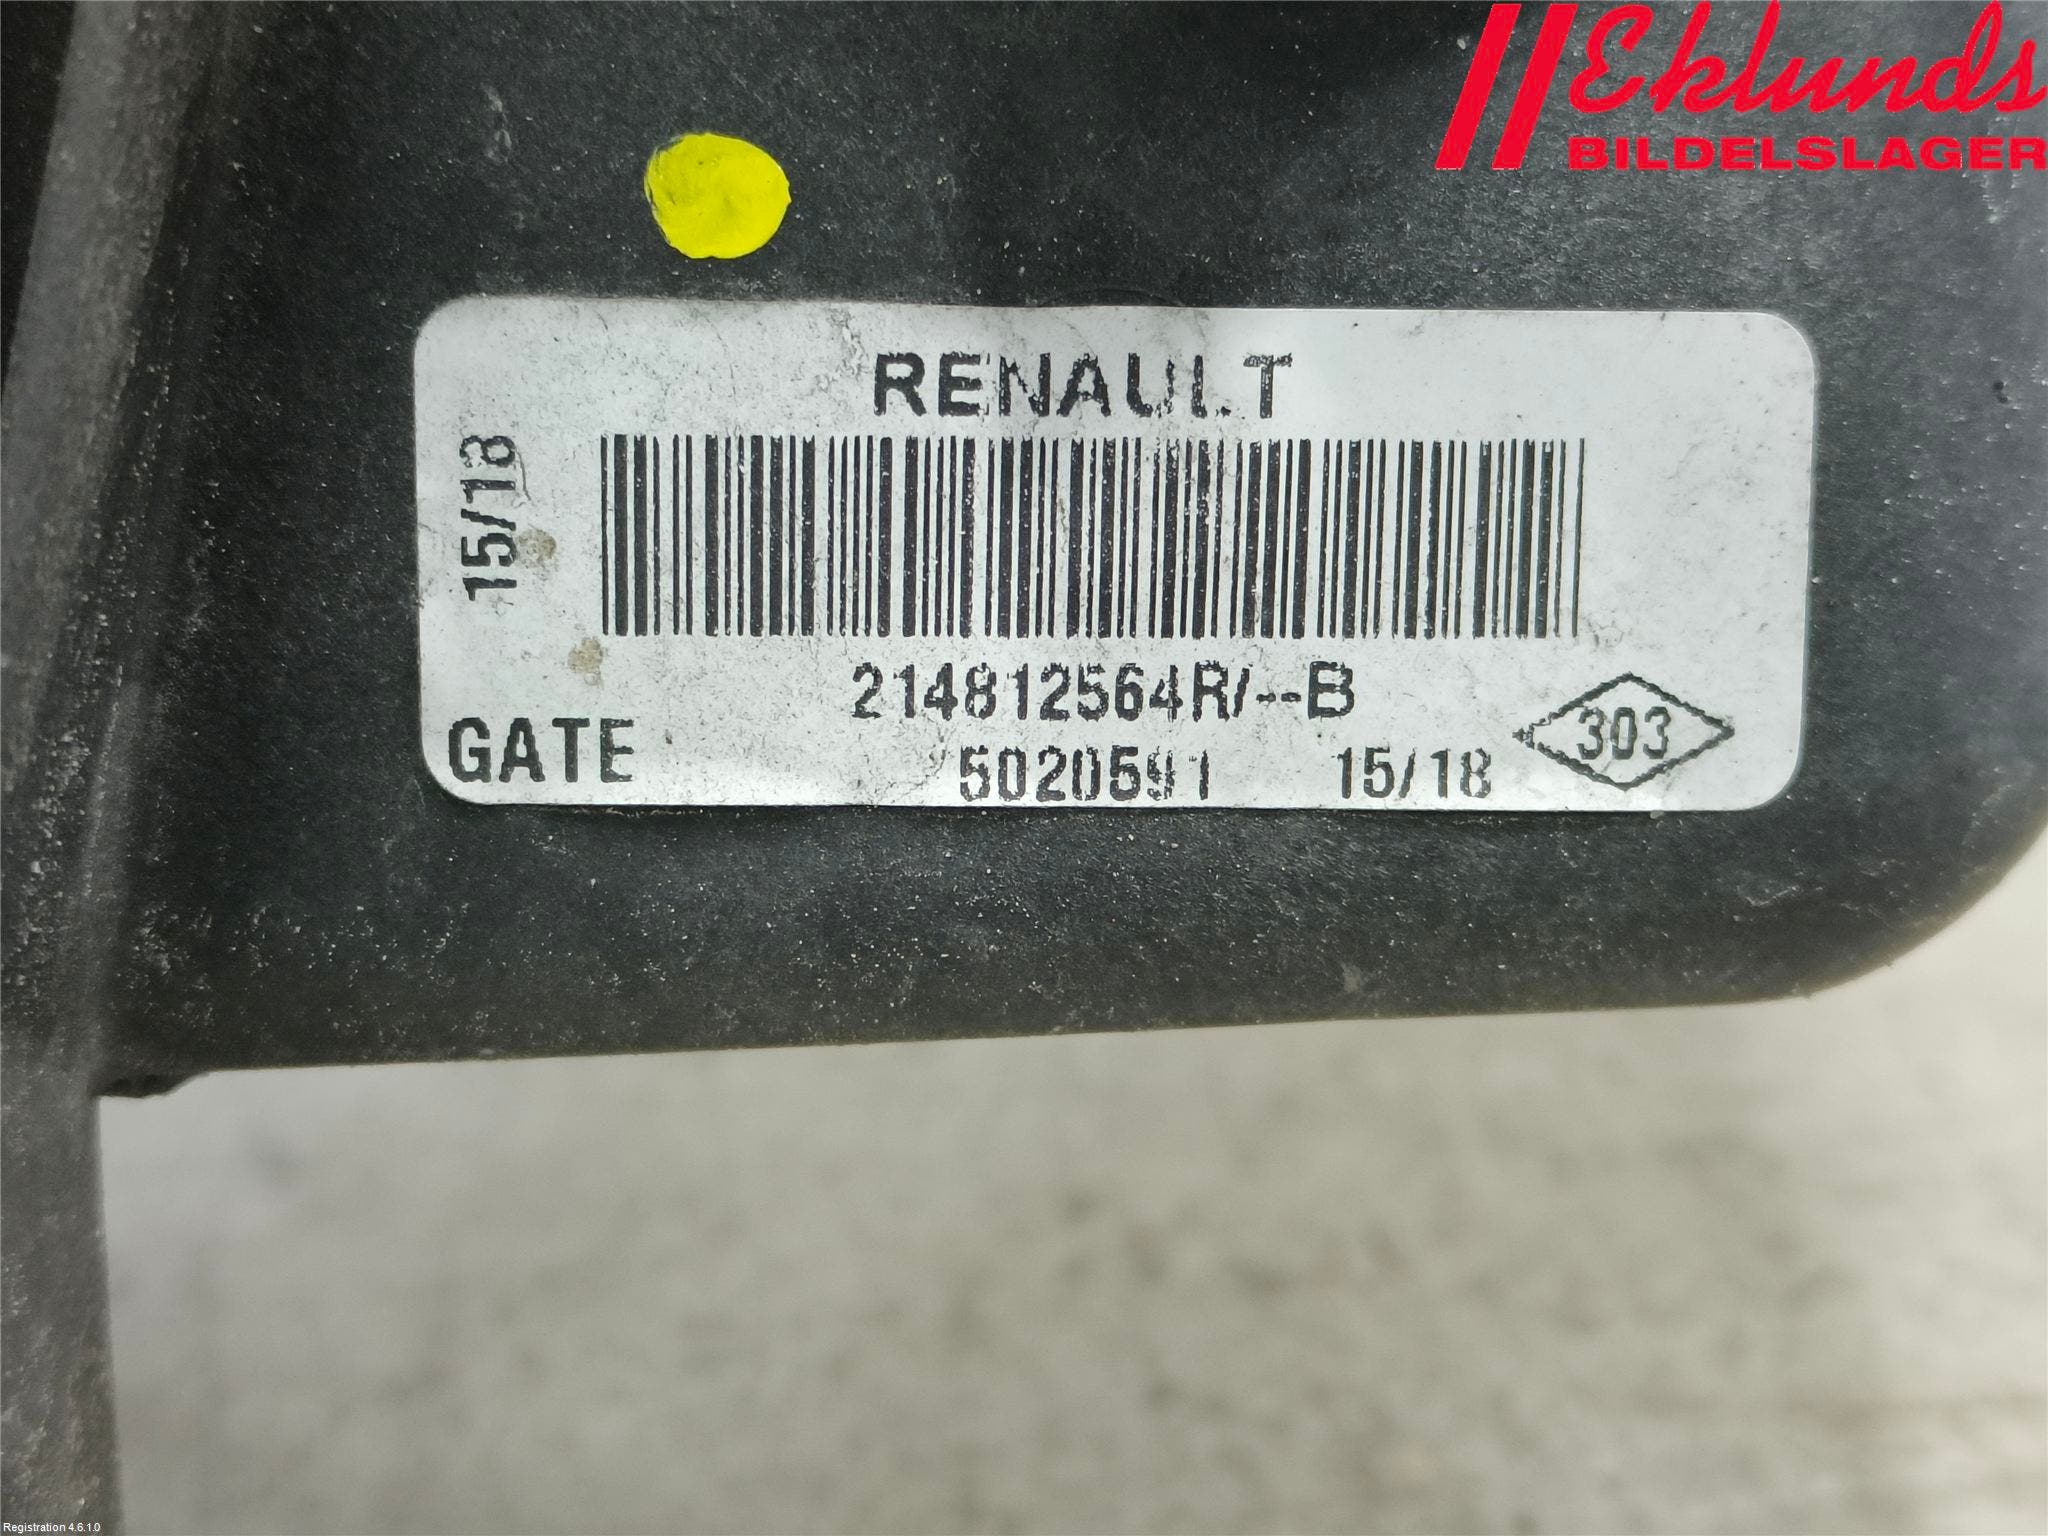 Eklunds
BILDELSLAGER
RENAULT
15/18
214812564R/--B
303
GATE
5020591 15/18
Registration 4.6.1.0